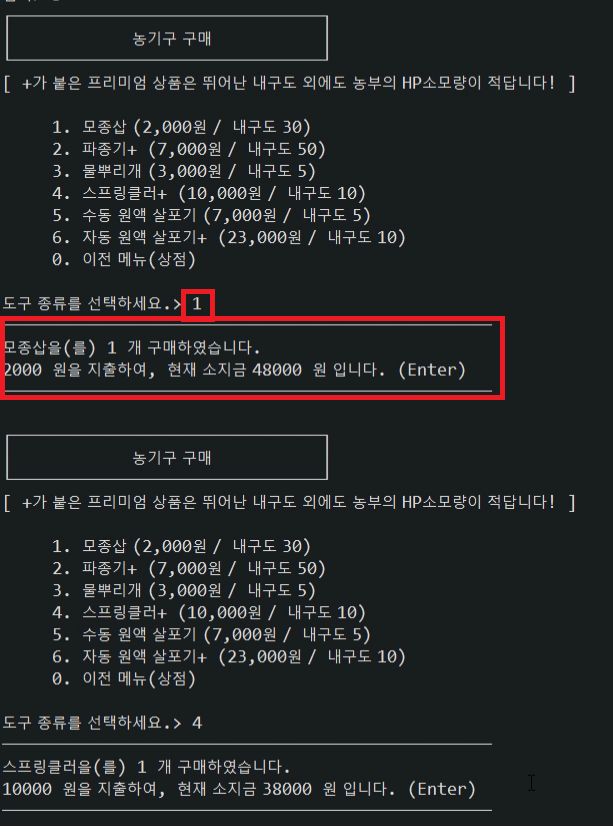 농기구 구매
[ +가 붙은 프리미엄 상품은 뛰어난 내구도 외에도 농부의 HP소모량이 적답니다! ]
1. 모종삽 (2,000원 / 내구도 30)
2. 파종기+ (7,000원 / 내구도 50)
3. 물뿌리개 (3,000원 / 내구도 5)
4. 스프링클러+ (10,000원 / 내구도 10)
5. 수동 원액 살포기 (7,000원 / 내구도 5)
6. 자동 원액 살포기+ (23,000원 / 내구도 10)
0. 이전 메뉴(상점)
도구 종류를 선택하세요.> 1
모종삽을(를) 1 개 구매하였습니다.
2000 원을 지출하여, 현재 소지금 48000 원 입니다. (Enter)
농기구 구매
[ +가 붙은 프리미엄 상품은 뛰어난 내구도 외에도 농부의 HP소모량이 적답니다! ]
1. 모종삽 (2,000원 / 내구도 30)
2. 파종기+ (7,000원 / 내구도 50)
3. 물뿌리개 (3,000원 / 내구도 5)
4. 스프링클러+ (10,000원 / 내구도 10)
5. 수동 원액 살포기 (7,000원 / 내구도 5)
6. 자동 원액 살포기+ (23,000원 / 내구도 10)
0. 이전 메뉴(상점)
도구 종류를 선택하세요.> 4
스프링클러을(를) 1 개 구매하였습니다.
10000 원을 지출하여, 현재 소지금 38000 원 입니다. (Enter)